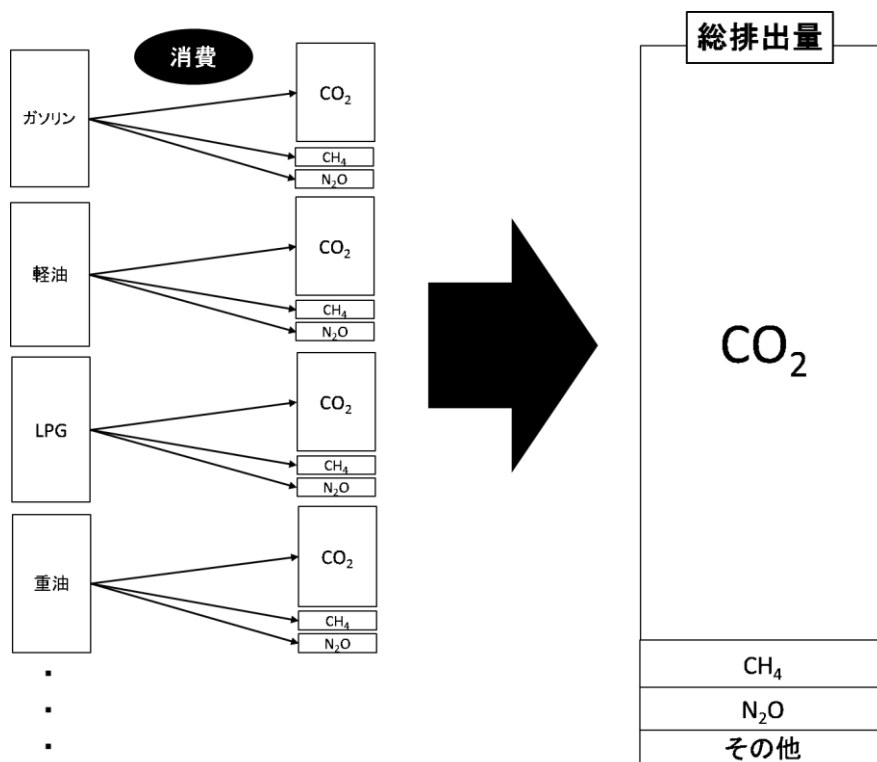 消費
ガソリン
CO₂
CH₄
N₂O
軽油
CO₂
CH₄
N₂O
LPG
CO₂
CH₄
N₂O
重油
CO₂
CH₄
N₂O
・
・
・
総排出量
CO₂
CH₄
N₂O
その他